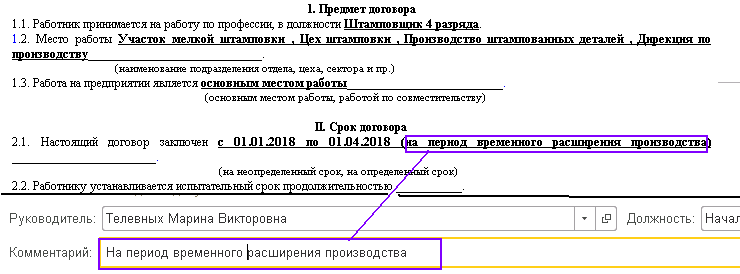 I. Предмет договора
1.1. Работник принимается на работу по профессии, в должности Штамповщик 4 разряда.
1.2. Место работы Участок мелкой штамповки , Цех штамповки , Производство штампованных деталей , Дирекция по
производству.
(наименование подразделения отдела, цеха, сектора и пр.)
1.3. Работа на предприятии является основным местом работы.
(основным местом работы, работой по совместительству)
II. Срок договора
2.1. Настоящий договор заключен с 01.01.2018 по 01.04.2018 (на период временного расширения производства)
.
(на неопределенный срок, на определенный срок)
2.2. Работнику устанавливается испытательный срок продолжительностью .
Руководитель: Телевных Марина Викторовна Должность: Начал
Комментарий: На период временного расширения производства